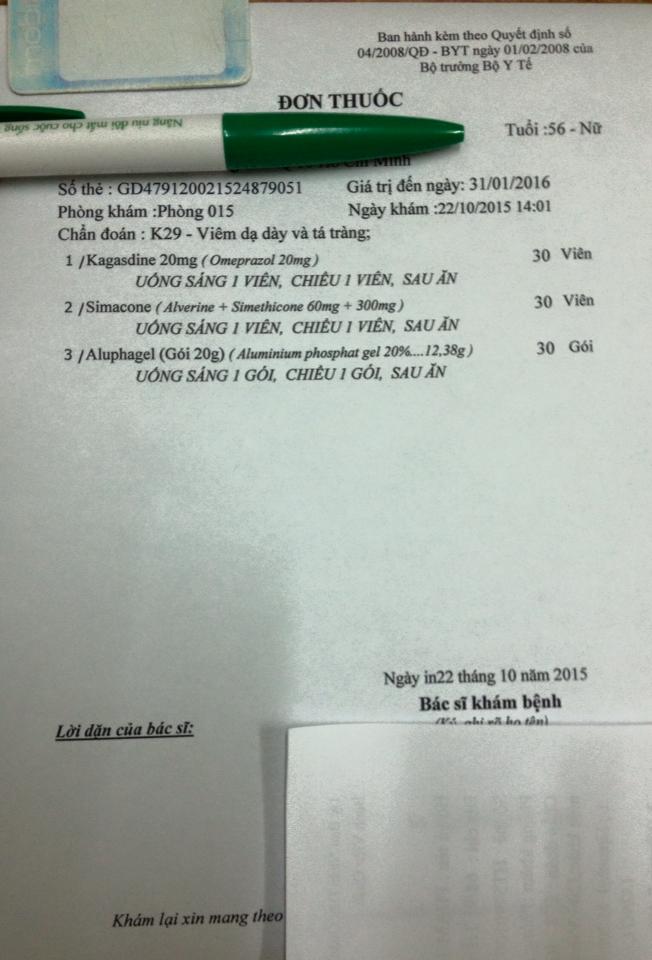 mobi
Ban hành kèm theo Quyết định số
04/2008/QĐ - BYT ngày 01/02/2008 của
Bộ trưởng Bộ Y Tế
ĐƠN THUỐC
Nâng niu đôi mắt cho cuộc sống
Tuổi :56 - Nữ
Hồ Chí Minh
Số thẻ : GD479120021524879051 Giá trị đến ngày: 31/01/2016
Phòng khám :Phòng 015 Ngày khám :22/10/2015 14:01
Chẩn đoán : K29 - Viêm dạ dày và tá tràng;
1 /Kagasdine 20mg ( Omeprazol 20mg ) 30 Viên
UỐNG SÁNG 1 VIÊN, CHIỀU 1 VIÊN, SAU ĂN
2 /Simacone ( Alverine + Simethicone 60mg + 300mg ) 30 Viên
UỐNG SÁNG 1 VIÊN, CHIỀU 1 VIÊN, SAU ĂN
3 /Aluphagel (Gói 20g) ( Aluminium phosphat gel 20%....12,38g ) 30 Gói
UỐNG SÁNG 1 GÓI, CHIỀU 1 GÓI, SAU ĂN
Ngày in22 tháng 10 năm 2015
Bác sĩ khám bệnh
(Ký, ghi rõ họ tên)
Lời dặn của bác sĩ:
Khám lại xin mang theo